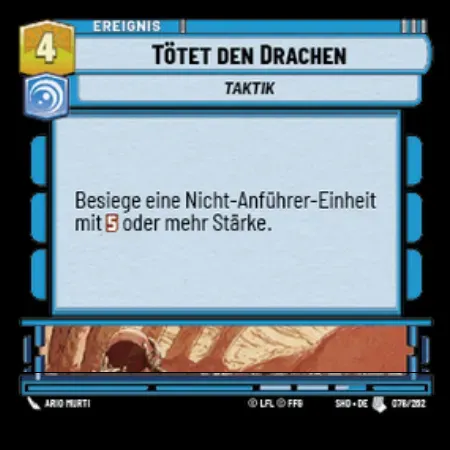 EREIGNIS
4
TÖTET DEN DRACHEN
TAKTIK
Besiege eine Nicht-Anführer-Einheit
mit 5 oder mehr Stärke.
ARIO MURTI
© LFL © FFG
SHD • DE
078/262